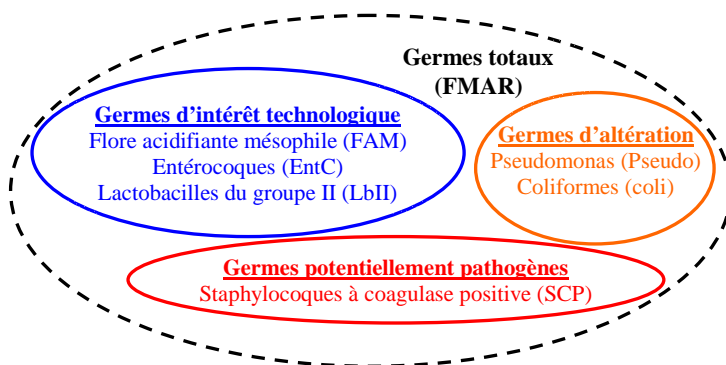 Germes totaux
(FMAR)
Germes d'intérêt technologique
Flore acidifiante mésophile (FAM)
Entérocoques (EntC)
Lactobacilles du groupe II (LbII)
Germes d'altération
Pseudomonas (Pseudo)
Coliformes (coli)
Germes potentiellement pathogènes
Staphylocoques à coagulase positive (SCP)